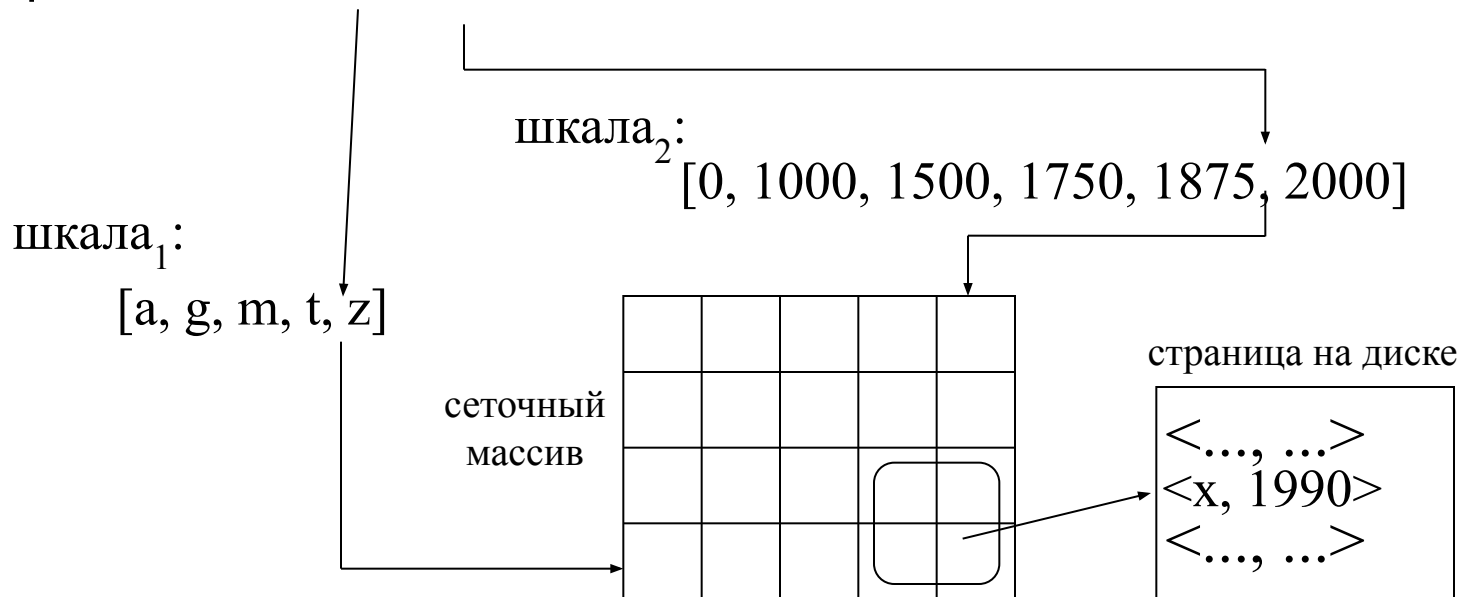 шкала2:
[0, 1000, 1500, 1750, 1875, 2000]
шкала1:
[a, g, m, t, z]
страница на диске
сеточный
массив
<..., ...>
<x, 1990>
<..., ...>